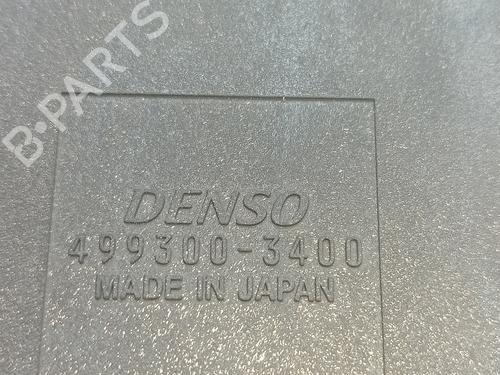 B·PARTS
DENSO
499300-3400
MADE IN JAPAN